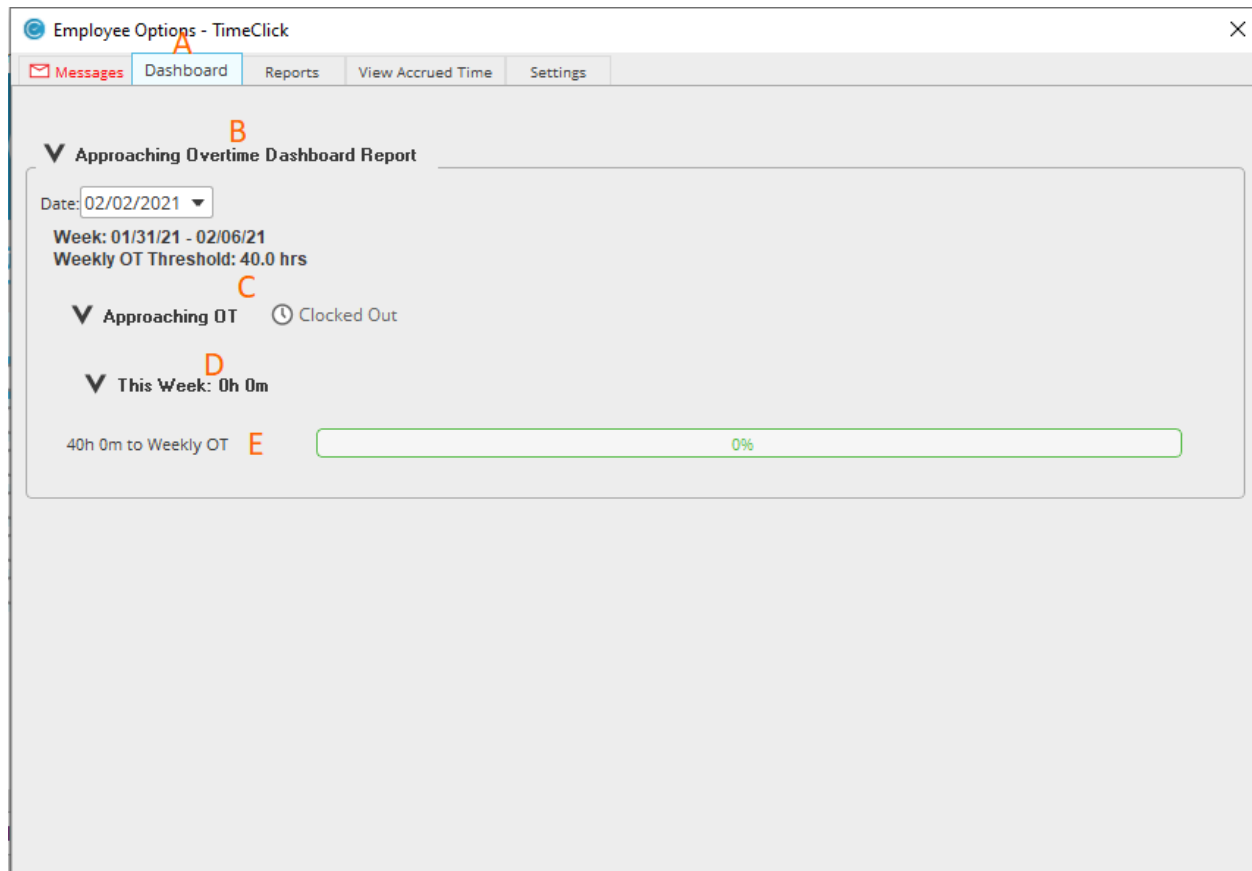 Employee Options - TimeClick
A
Messages Dashboard Reports View Accrued Time Settings
B
Approaching Overtime Dashboard Report
Date: 02/02/2021
Week: 01/31/21 - 02/06/21
Weekly OT Threshold: 40.0 hrs
C
Approaching OT Clocked Out
D
This Week: 0h 0m
40h 0m to Weekly OT E 0%